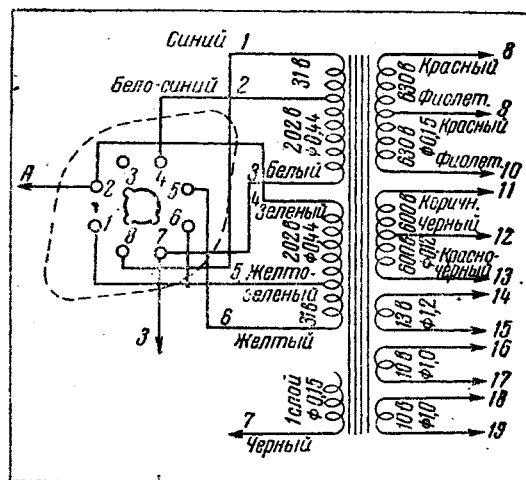 Синий 1
31 в
Бело-синий 2
202 в
ф0,44
3 Белый
4 Зеленый
202 в
ф0,44
5 Желто-
зеленый
31 в
6 Желтый
1 слой
ф0,15
7
Черный
А
3
1
2
3
4
5
6
7
8
8
Красный
630 в
Фиолет.
9
Красный
630 в
ф0,15
Фиолет.
10
11
Коричн.
600 в
Черный
12
600 в
Красно-
черный
13
14
13 в
ф1,2
15
16
10 в
ф1,0
17
18
10 в
ф1,0
19